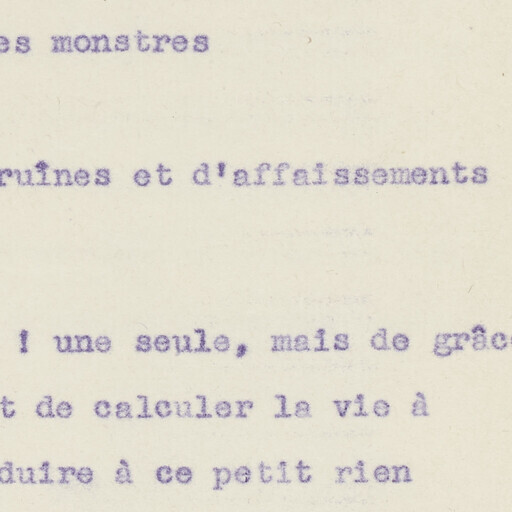 es monstres
ruînes et d'affaissements
! une seule, mais de grâc
t de calculer la vie à
duire à ce petit rien